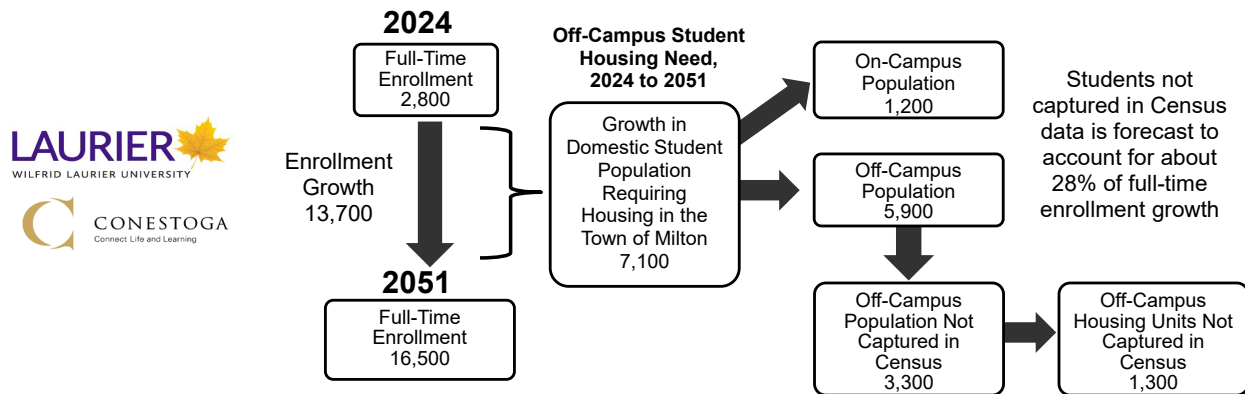 LAURIER
WILFRID LAURIER UNIVERSITY
C
CONESTOGA
Connect Life and Learning
2024
Full-Time
Enrollment
2,800
Enrollment
Growth
13,700
2051
Full-Time
Enrollment
16,500
Off-Campus Student
Housing Need,
2024 to 2051
Growth in
Domestic Student
Population
Requiring
Housing in the
Town of Milton
7,100
On-Campus
Population
1,200
Off-Campus
Population
5,900
Off-Campus
Population Not
Captured in
Census
3,300
Off-Campus
Housing Units Not
Captured in
Census
1,300
Students not
captured in Census
data is forecast to
account for about
28% of full-time
enrollment growth